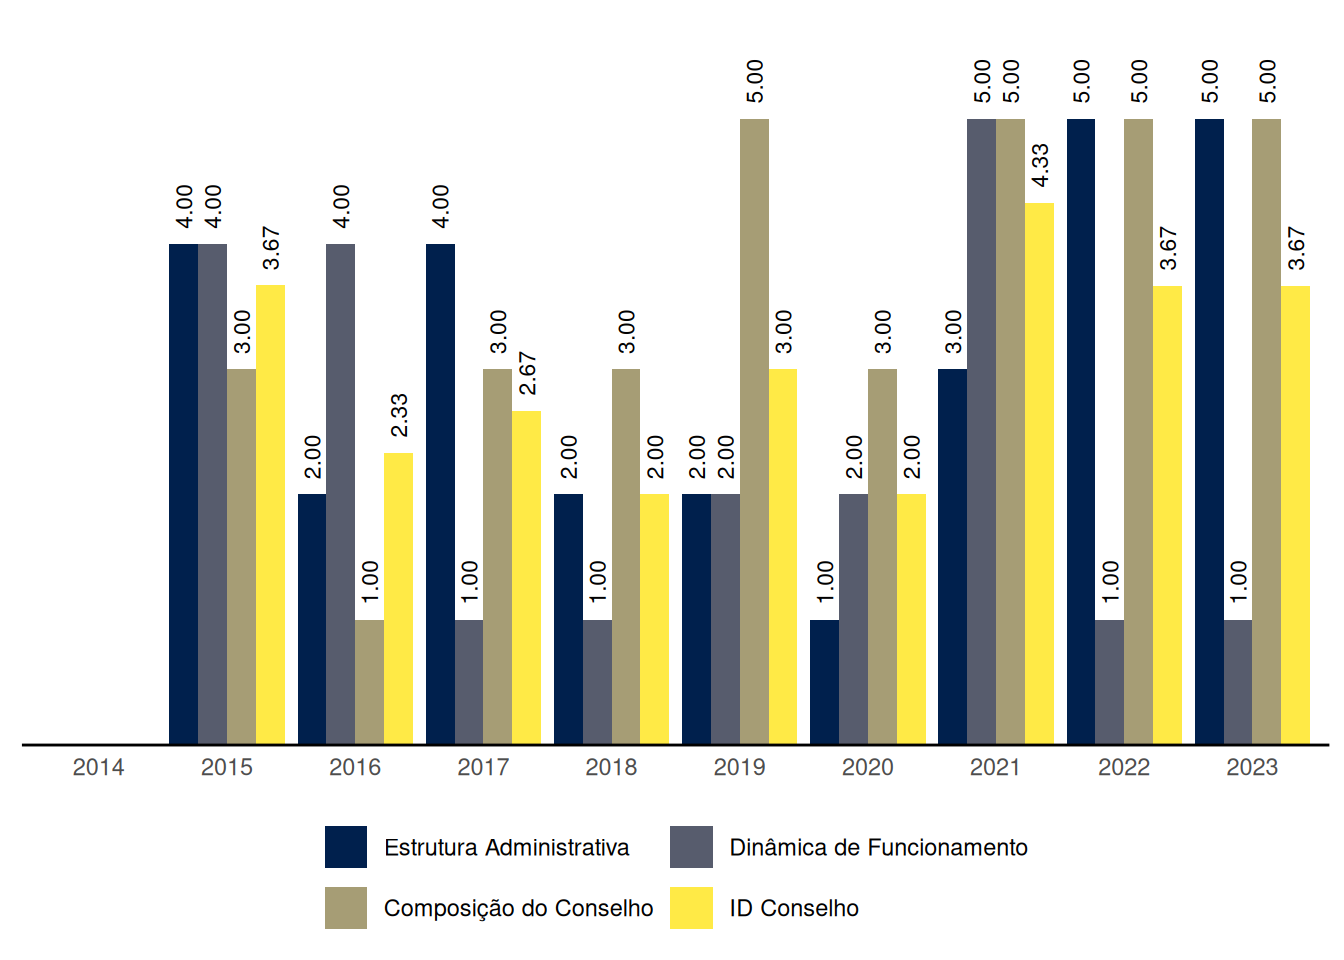 4.00 4.00 3.00 3.67
2.00 4.00 1.00 2.33
4.00 1.00 3.00 2.67
2.00 1.00 3.00 2.00
2.00 2.00 5.00 3.00
1.00 2.00 3.00 2.00
3.00 5.00 5.00 4.33
5.00 1.00 5.00 3.67
5.00 1.00 5.00 3.67
2014 2015 2016 2017 2018 2019 2020 2021 2022 2023
Estrutura Administrativa Dinâmica de Funcionamento
Composição do Conselho ID Conselho